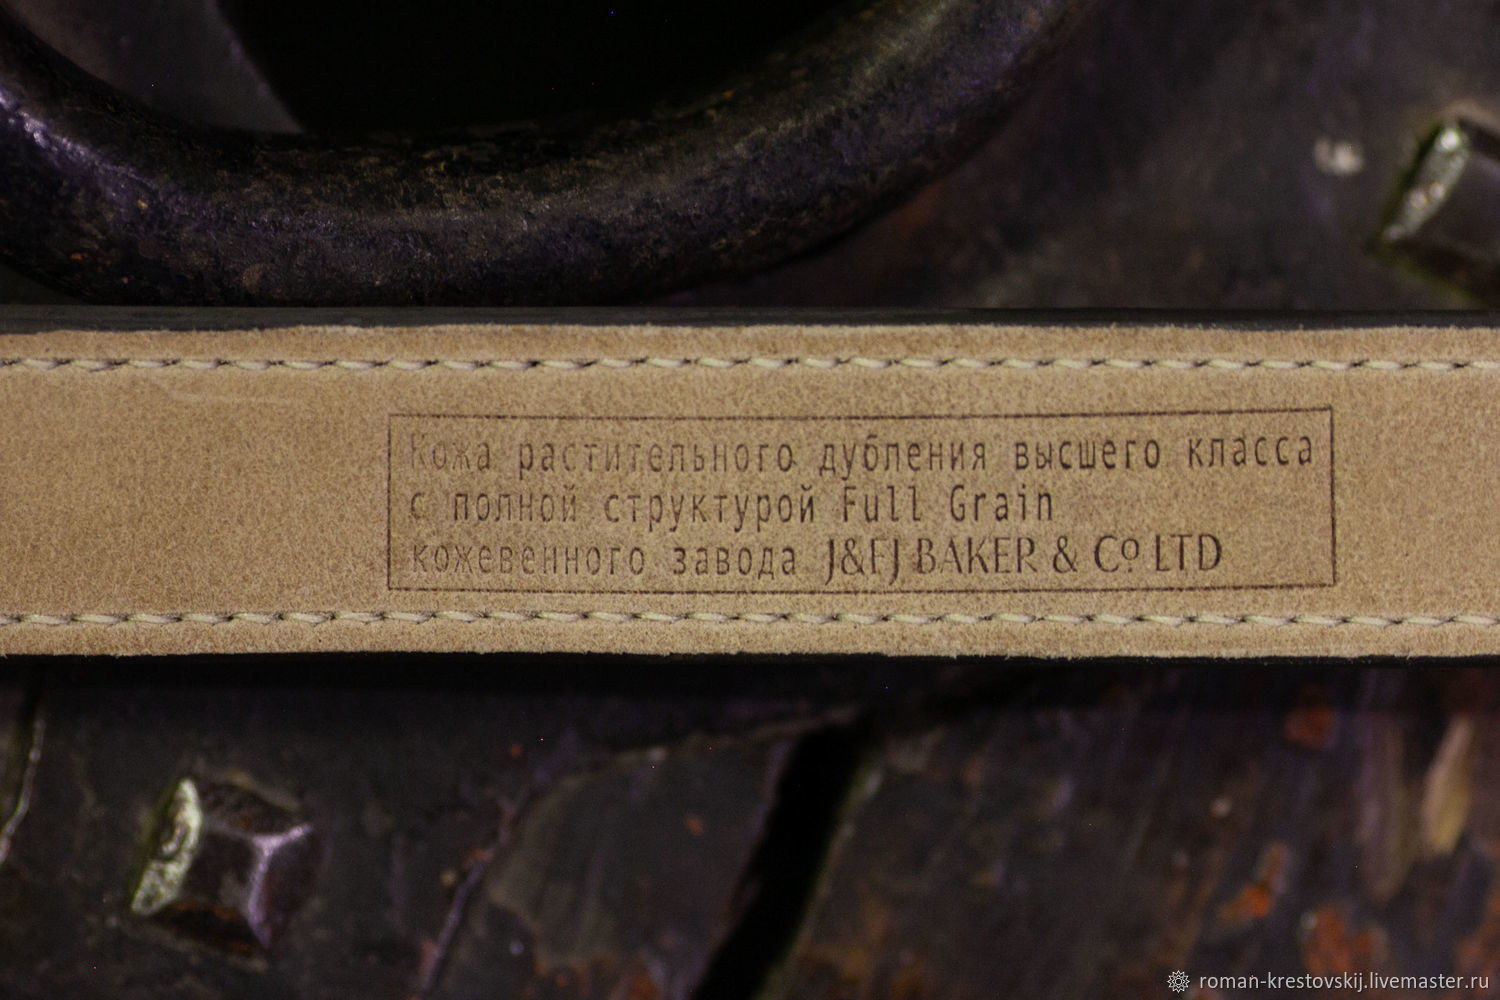 Кожа растительного дубления высшего класса
с полной структурой Full Grain
кожевенного завода J&FJ BAKER & Cº LTD
roman-krestovskij.livemaster.ru